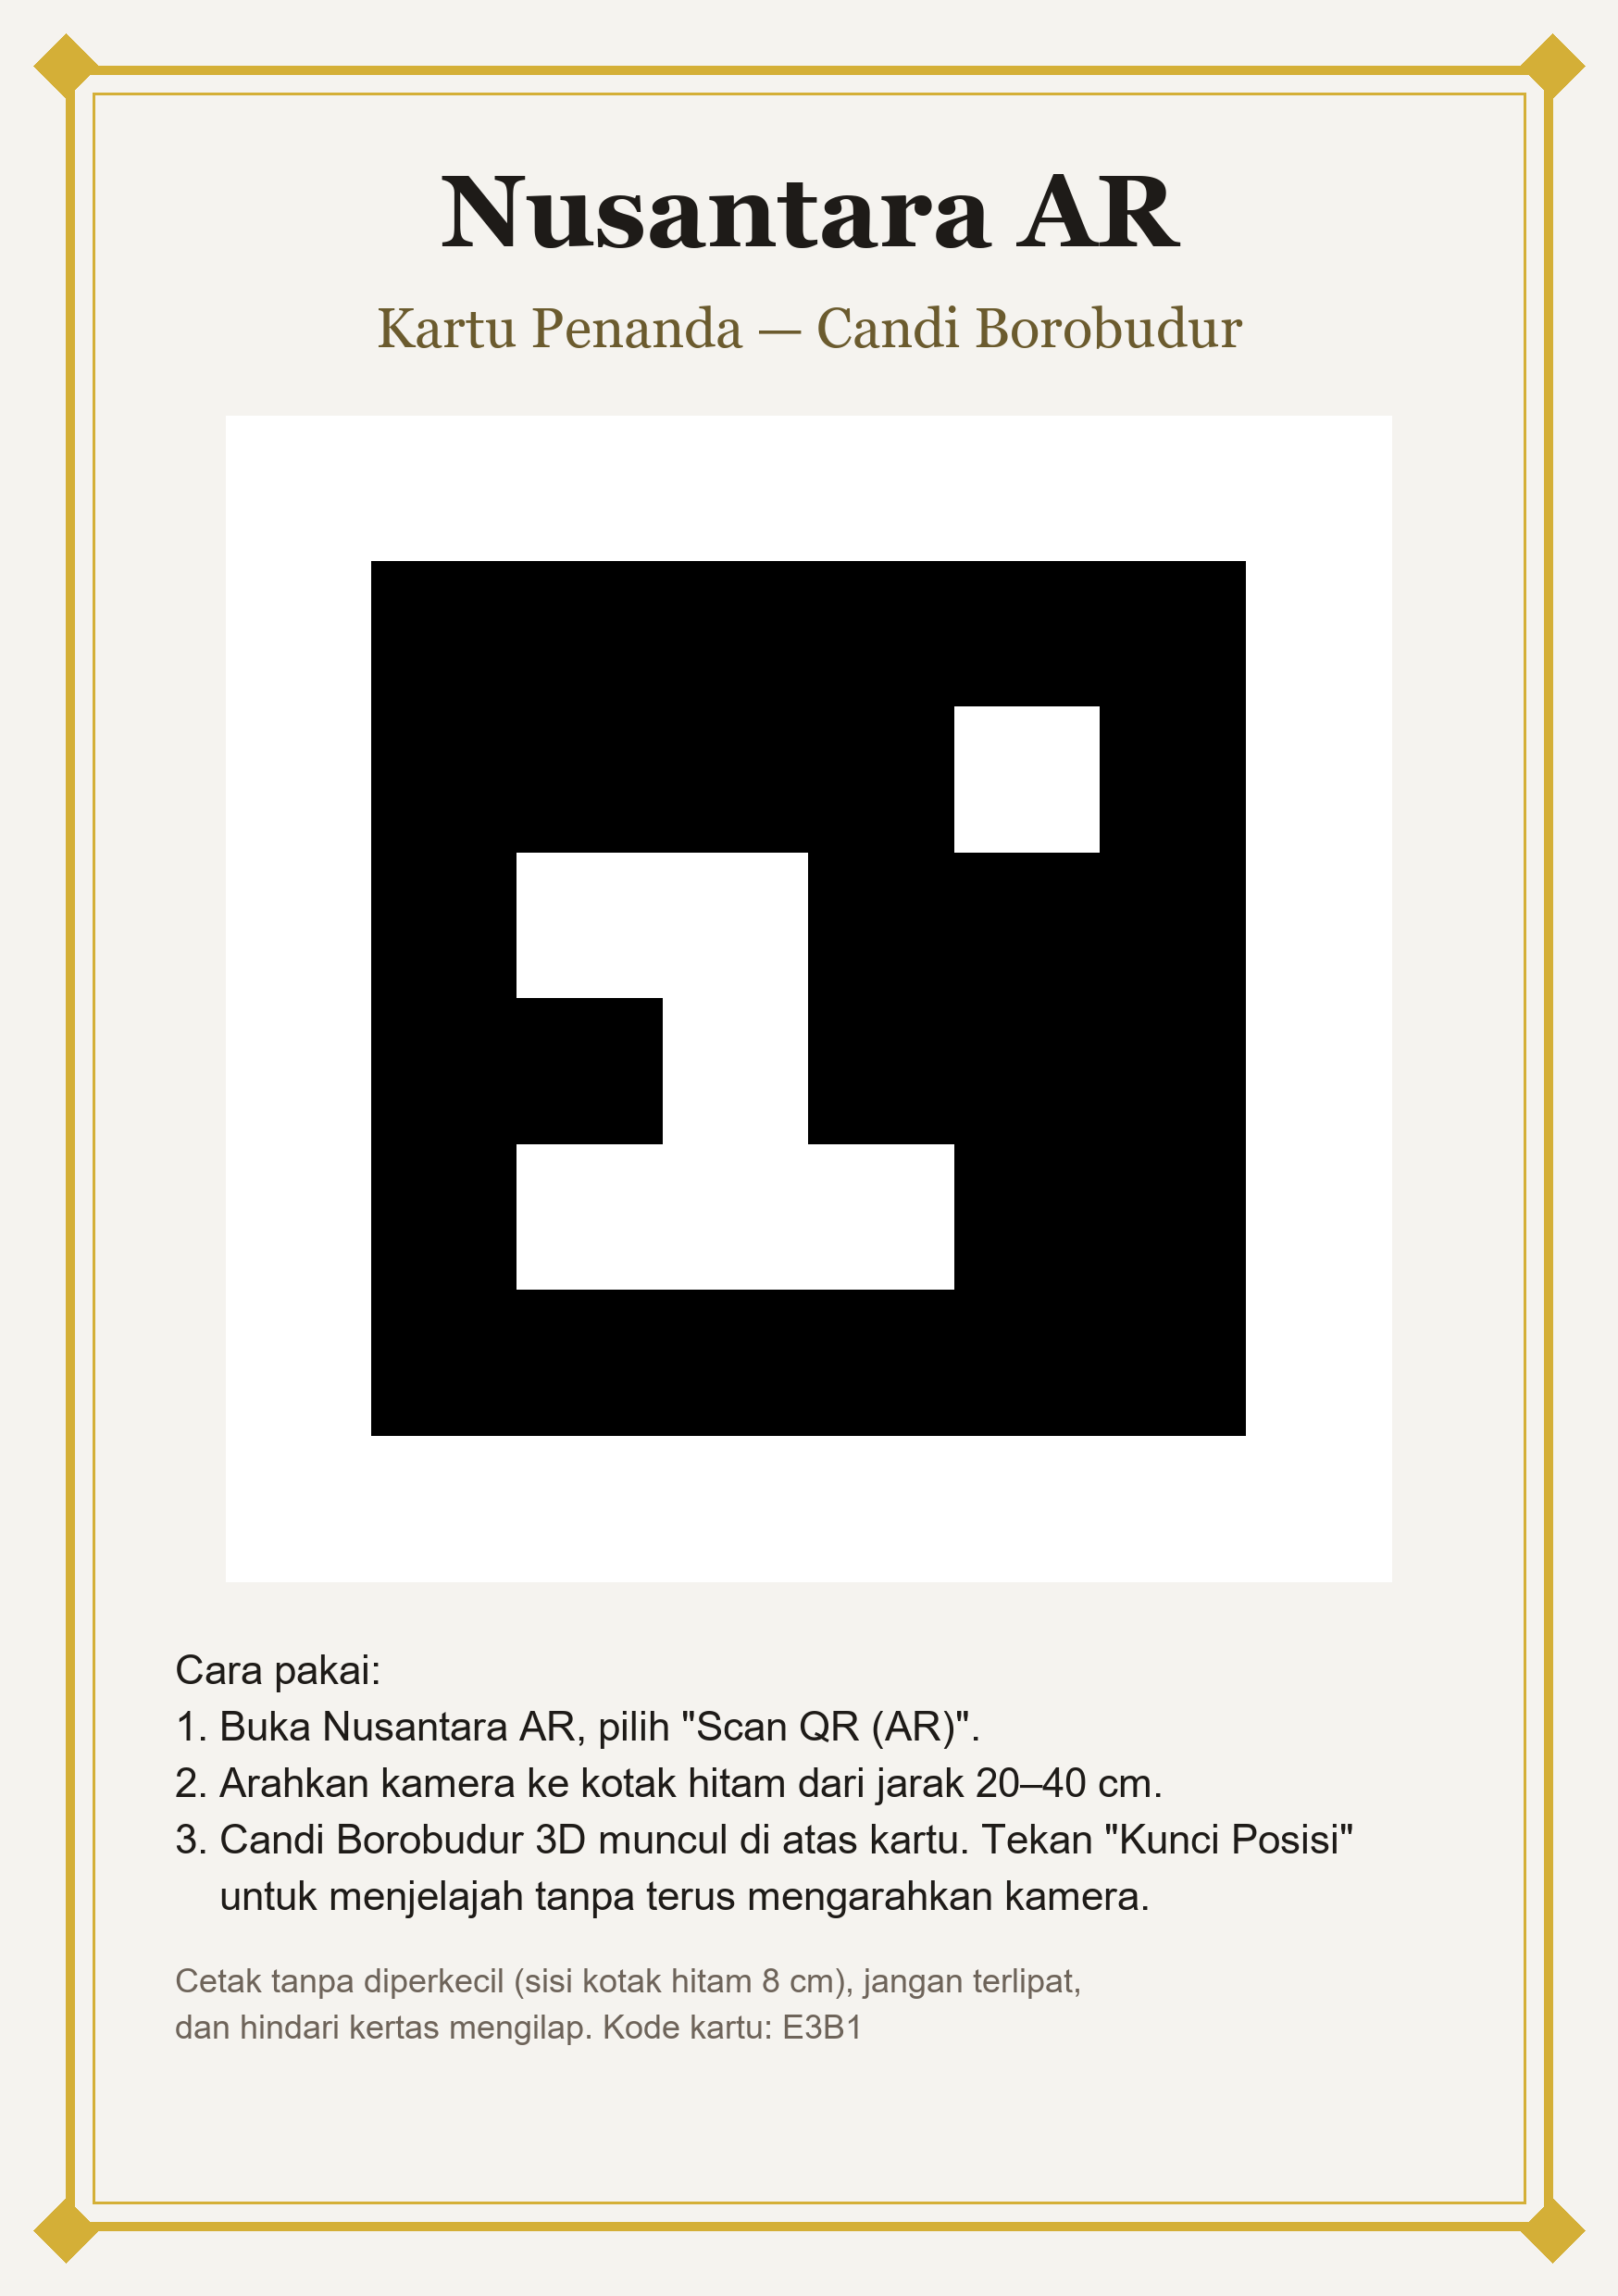 Nusantara AR
Kartu Penanda — Candi Borobudur
Cara pakai:
1. Buka Nusantara AR, pilih "Scan QR (AR)".
2. Arahkan kamera ke kotak hitam dari jarak 20–40 cm.
3. Candi Borobudur 3D muncul di atas kartu. Tekan "Kunci Posisi"
untuk menjelajah tanpa terus mengarahkan kamera.
Cetak tanpa diperkecil (sisi kotak hitam 8 cm), jangan terlipat,
dan hindari kertas mengilap. Kode kartu: E3B1